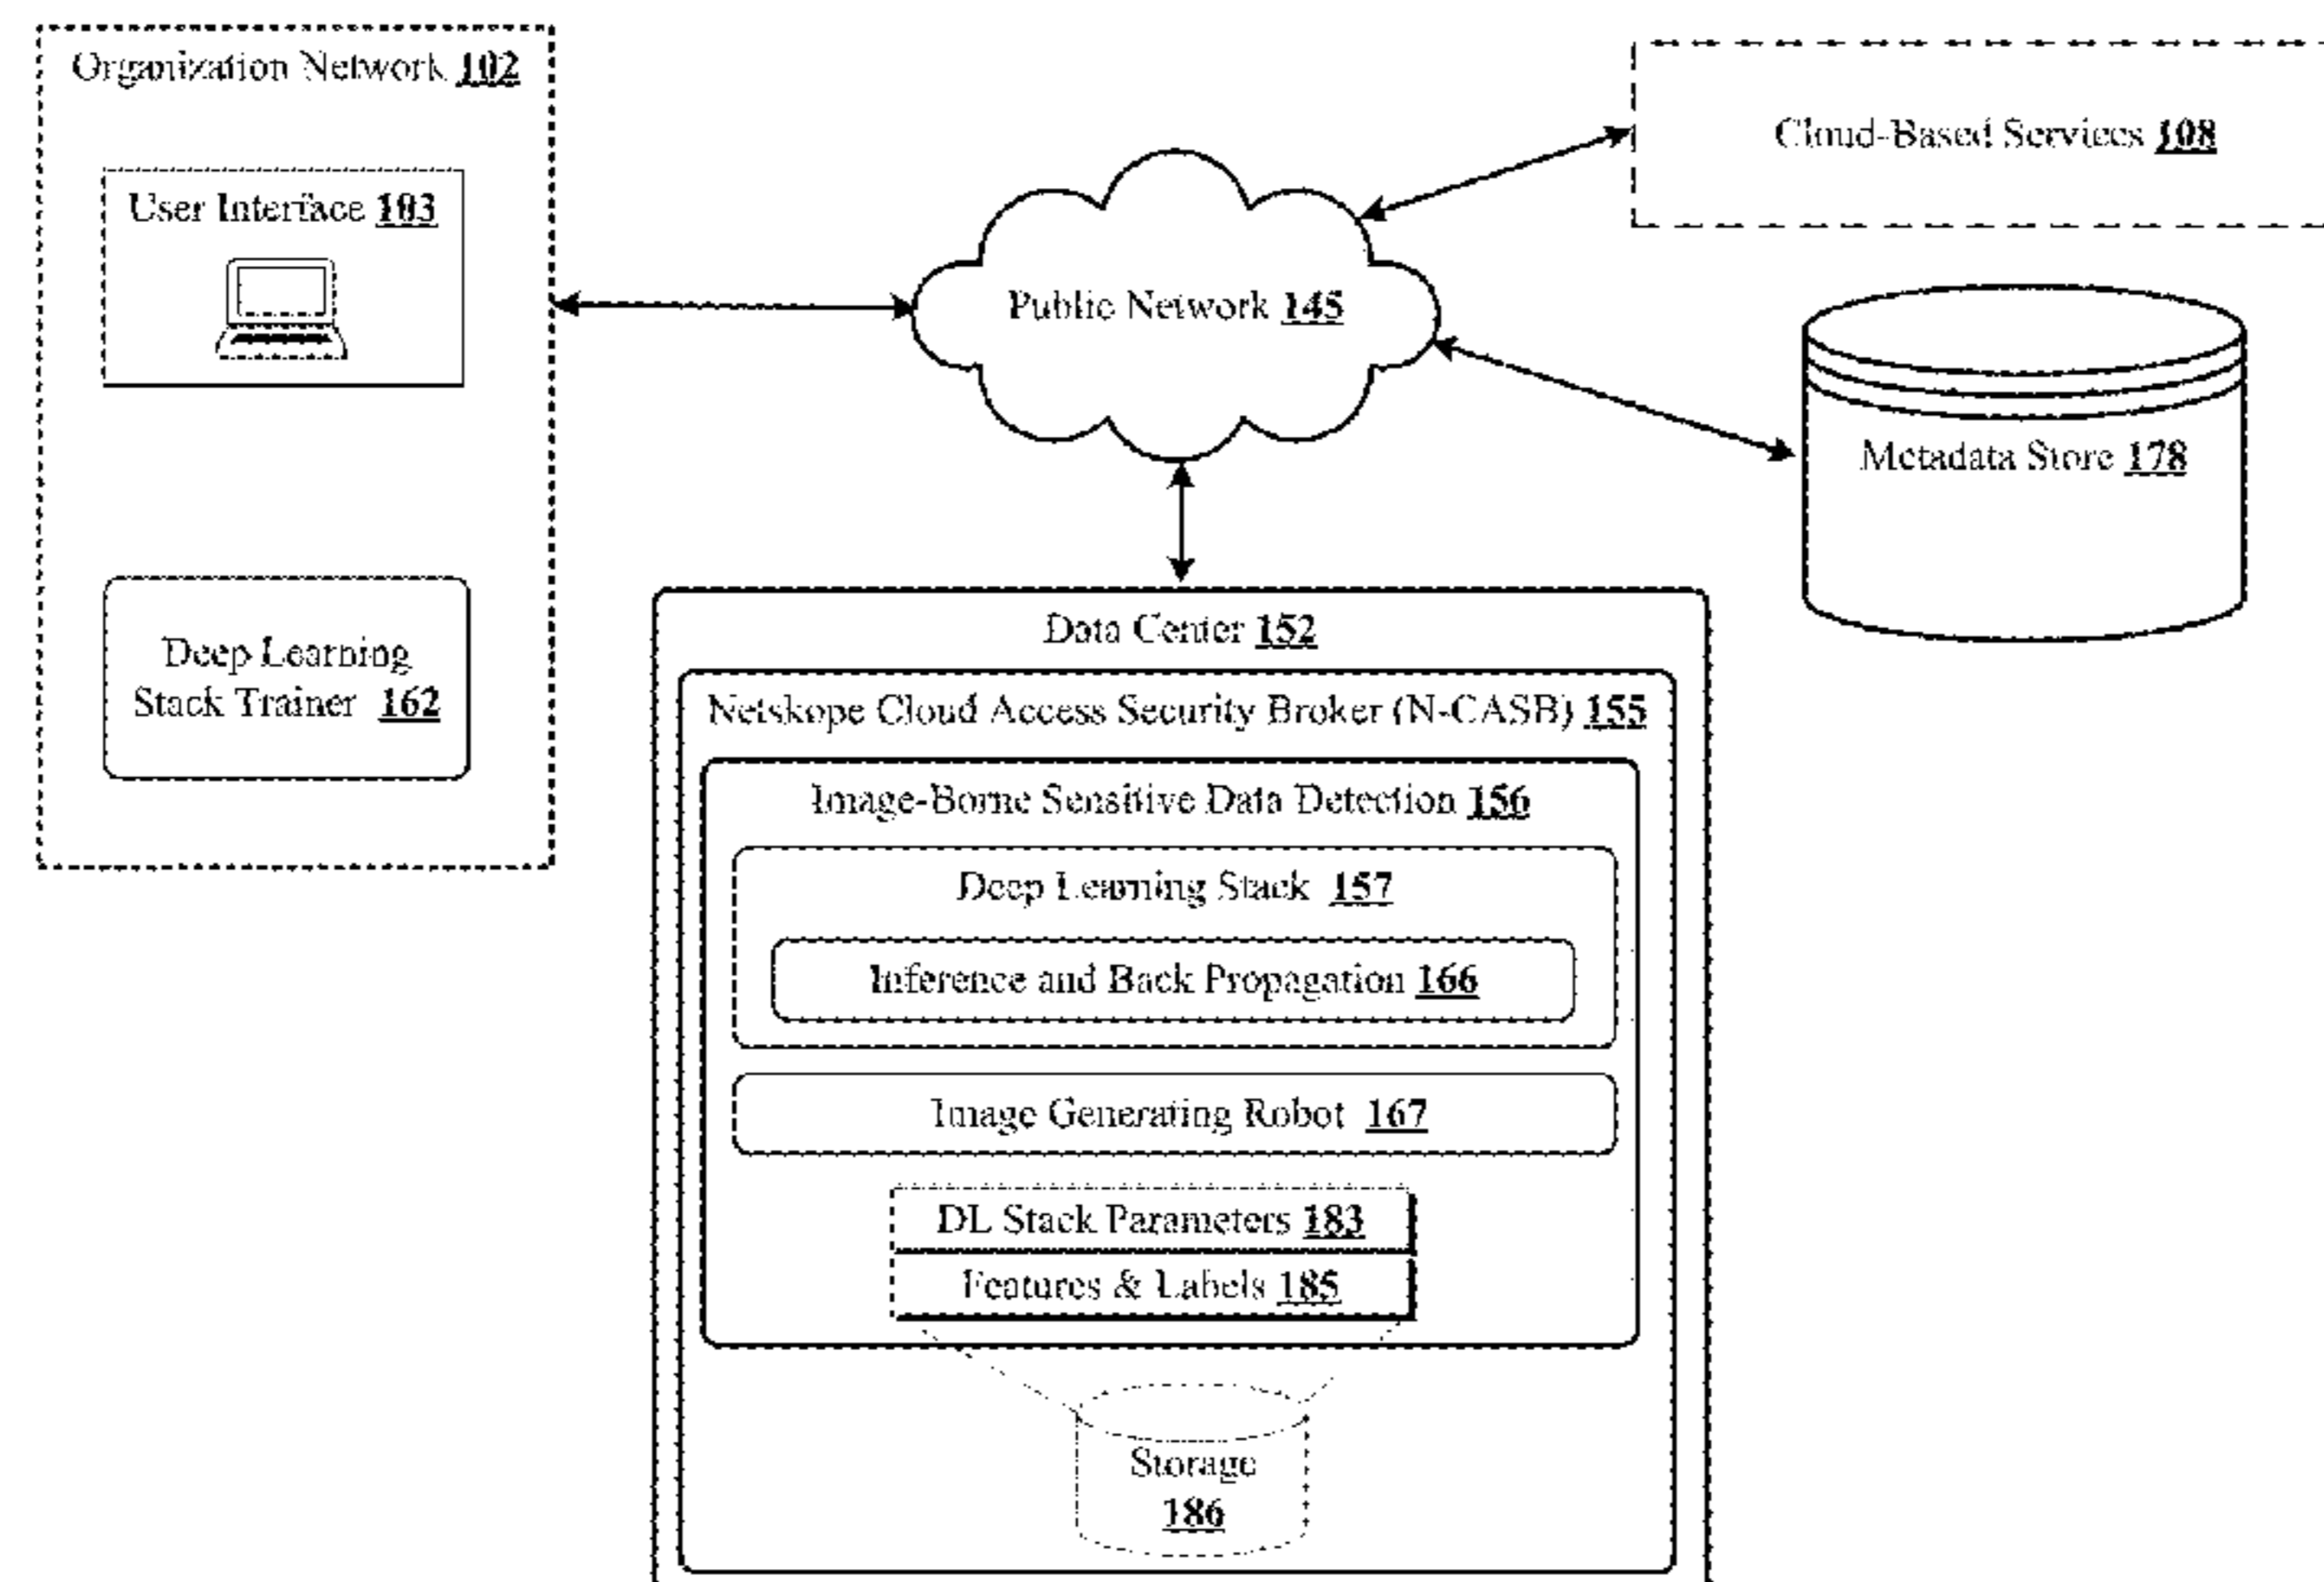 Organization Network 102
User Interface 103
Deep Learning
Stack Trainer 162
Public Network 145
Cloud-Based Services 108
Metadata Store 178
Data Center 152
Netskope Cloud Access Security Broker (N-CASB) 155
Image-Borne Sensitive Data Detection 156
Deep Learning Stack 157
Inference and Back Propagation 166
Image Generating Robot 167
DL Stack Parameters 183
Features & Labels 185
Storage
186